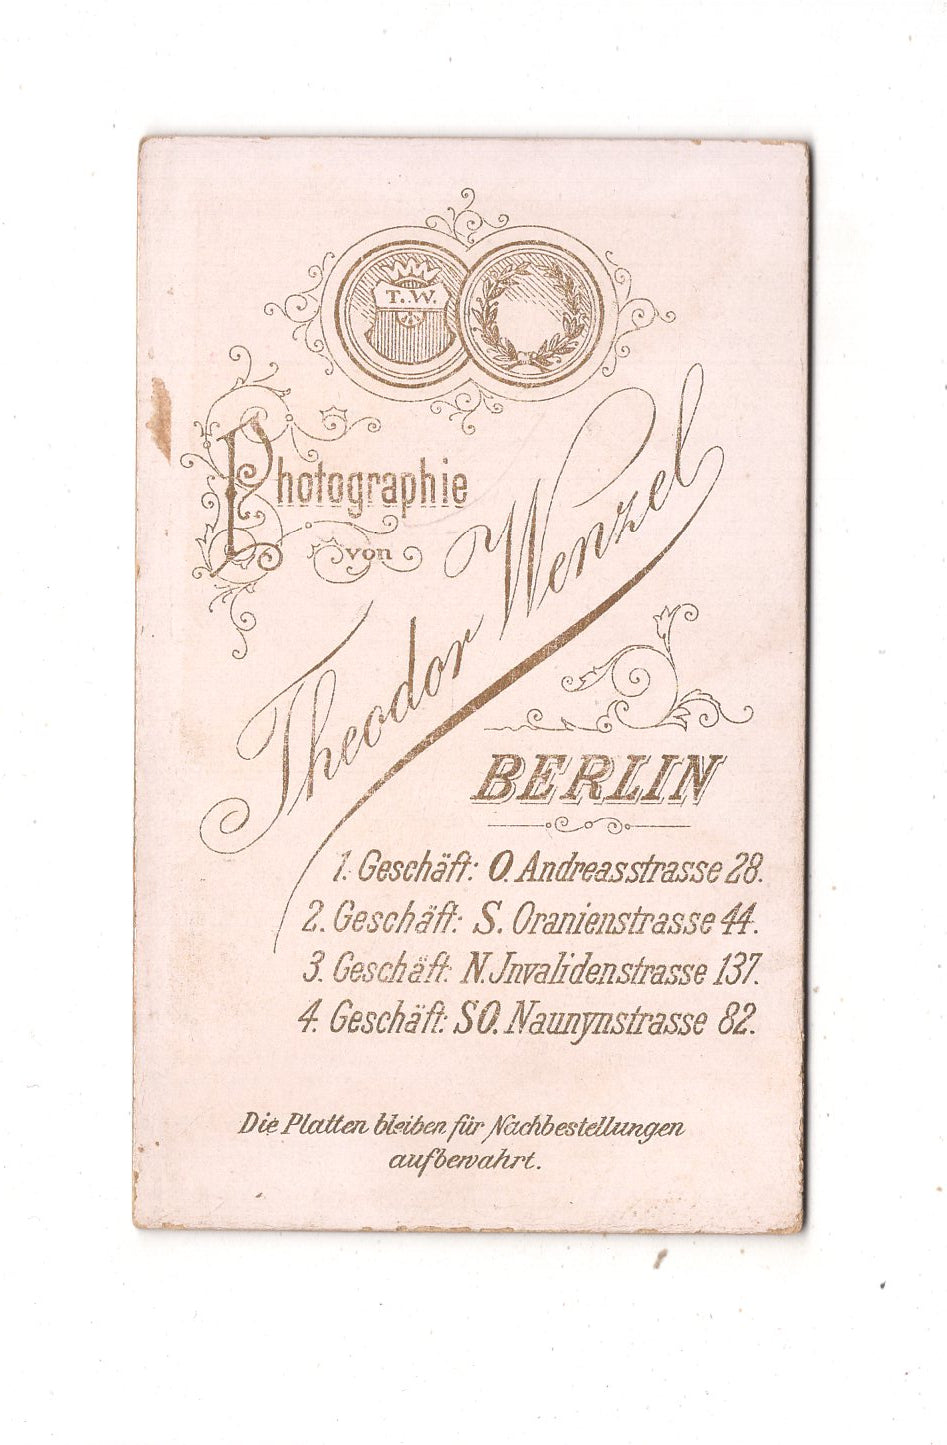 T. W.
Photographie
von
Theodor Wenzel
BERLIN
1. Geschäft: O. Andreasstrasse 28.
2. Geschäft: S. Oranienstrasse 44.
3. Geschäft: N. Invalidenstrasse 137.
4. Geschäft: SO. Naunynstrasse 82.
Die Platten bleiben für Nachbestellungen
aufbewahrt.